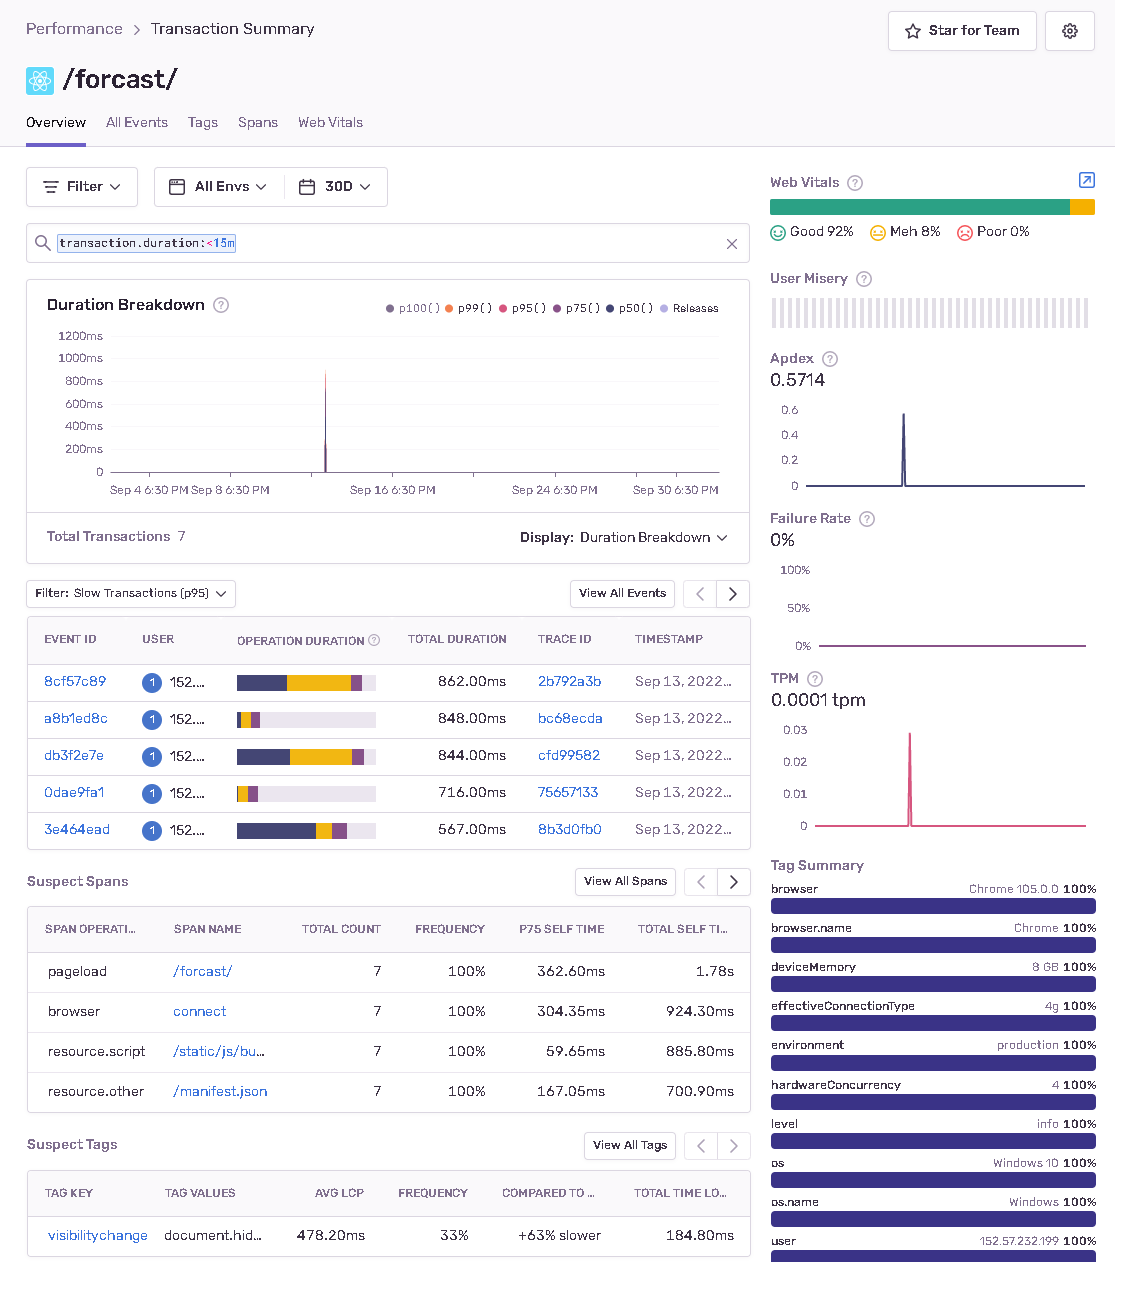 Performance > Transaction Summary
Star for Team
/forcast/
Overview All Events Tags Spans Web Vitals
Filter All Envs 30D
transaction.duration:<15m
Duration Breakdown ?
p100() p99() p95() p75() p50() Releases
1200ms
1000ms
800ms
600ms
400ms
200ms
0
Sep 4 6:30 PM Sep 8 6:30 PM Sep 16 6:30 PM Sep 24 6:30 PM Sep 30 6:30 PM
Total Transactions 7
Display: Duration Breakdown
Filter: Slow Transactions (p95)
View All Events
EVENT ID USER OPERATION DURATION ? TOTAL DURATION TRACE ID TIMESTAMP
8cf57c89 1 152.... 862.00ms 2b792a3b Sep 13, 2022...
a8b1ed8c 1 152.... 848.00ms bc68ecda Sep 13, 2022...
db3f2e7e 1 152.... 844.00ms cfd99582 Sep 13, 2022...
0dae9fa1 1 152.... 716.00ms 75657133 Sep 13, 2022...
3e464ead 1 152.... 567.00ms 8b3d0fb0 Sep 13, 2022...
Suspect Spans
View All Spans
SPAN OPERATI... SPAN NAME TOTAL COUNT FREQUENCY P75 SELF TIME TOTAL SELF TI...
pageload /forcast/ 7 100% 362.60ms 1.78s
browser connect 7 100% 304.35ms 924.30ms
resource.script /static/js/bu... 7 100% 59.65ms 885.80ms
resource.other /manifest.json 7 100% 167.05ms 700.90ms
Suspect Tags
View All Tags
TAG KEY TAG VALUES AVG LCP FREQUENCY COMPARED TO ... TOTAL TIME LO...
visibilitychange document.hid... 478.20ms 33% +63% slower 184.80ms
Web Vitals ?
Good 92% Meh 8% Poor 0%
User Misery ?
Apdex ?
0.5714
0.6
0.4
0.2
0
Failure Rate ?
0%
100%
50%
0%
TPM ?
0.0001 tpm
0.03
0.02
0.01
0
Tag Summary
browser Chrome 105.0.0 100%
browser.name Chrome 100%
deviceMemory 8 GB 100%
effectiveConnectionType 4g 100%
environment production 100%
hardwareConcurrency 4 100%
level info 100%
os Windows 10 100%
os.name Windows 100%
user 152.57.232.199 100%